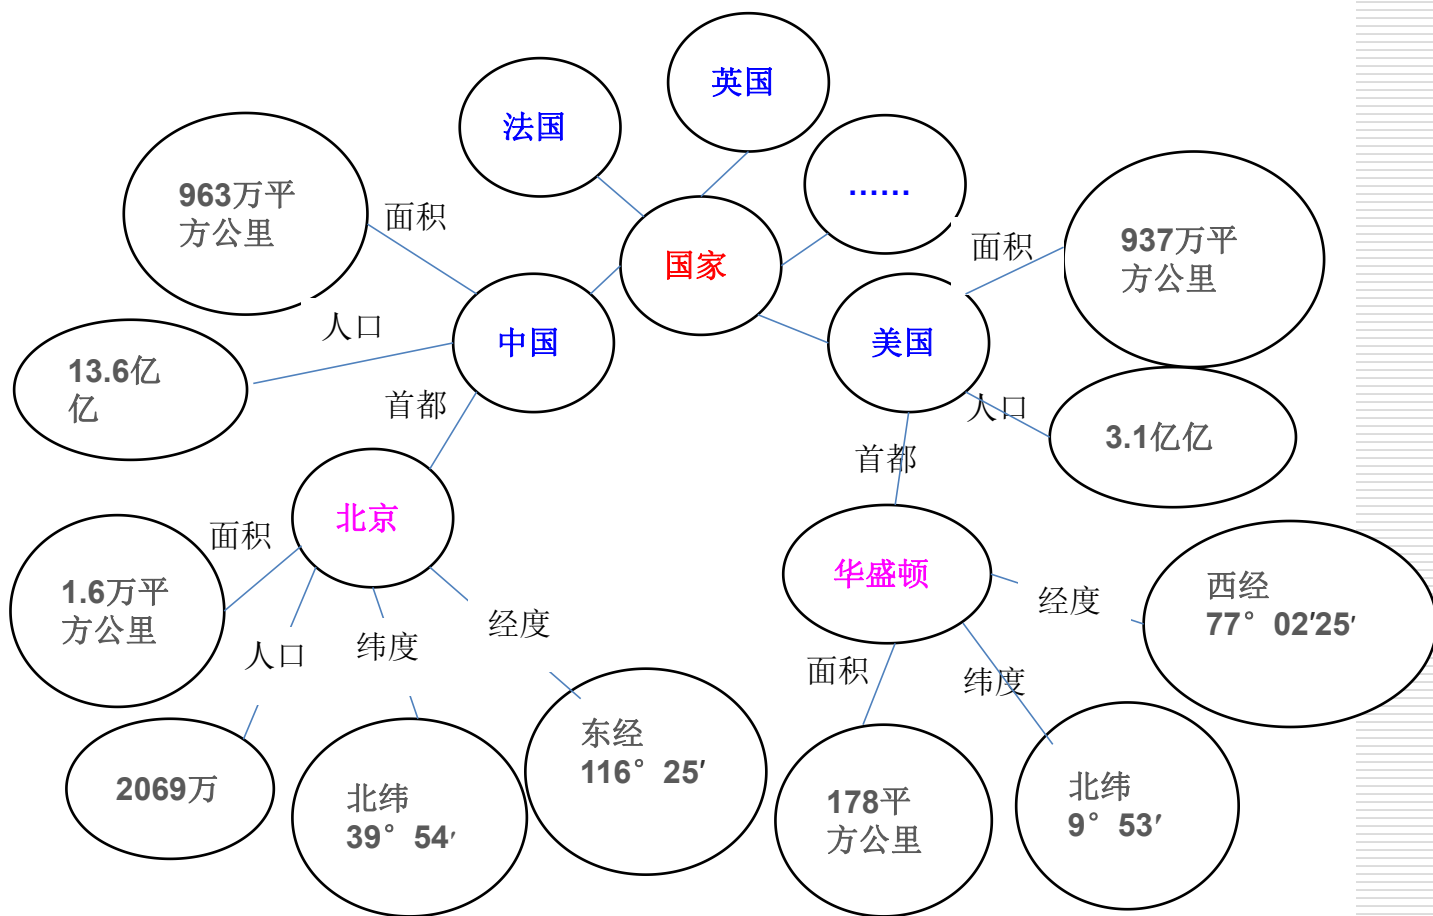 英国
法国
……
963万平
方公里
面积
国家
面积
937万平
方公里
人口
中国
美国
13.6亿
亿
首都
人口
3.1亿亿
首都
北京
面积
华盛顿
1.6万平
方公里
经度
西经
77° 02′25′
人口
纬度
经度
面积
纬度
东经
116° 25′
2069万
北纬
39° 54′
178平
方公里
北纬
9° 53′